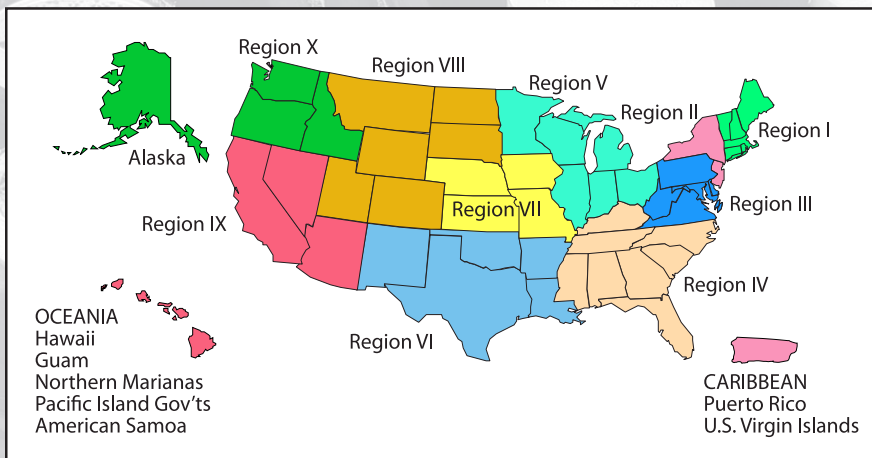 Region X
Region VIII
Region V
Region II
Region I
Alaska
Region VII
Region III
Region IX
Region IV
Region VI
OCEANIA
Hawaii
Guam
Northern Marianas
Pacific Island Gov'ts
American Samoa
CARIBBEAN
Puerto Rico
U.S. Virgin Islands